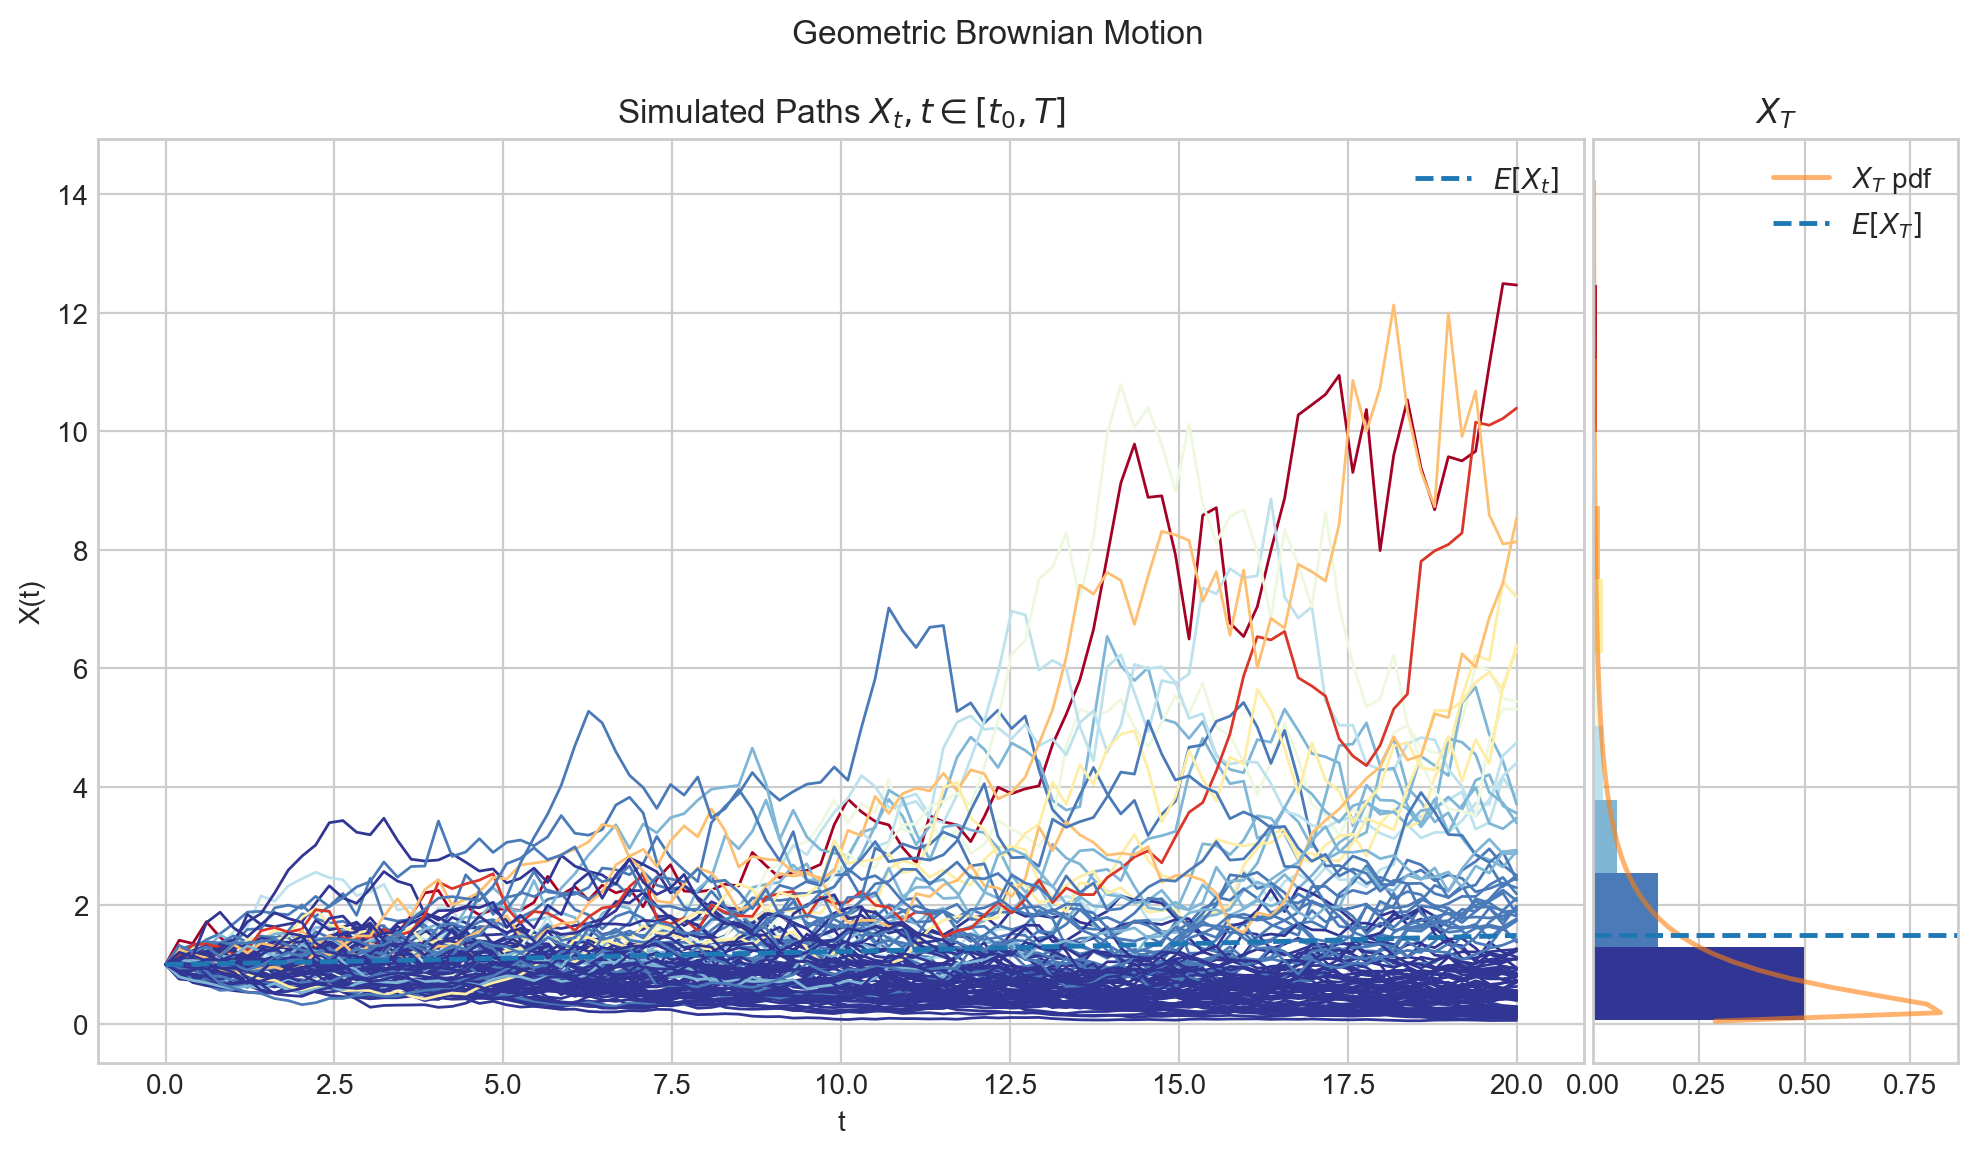 Geometric Brownian Motion
Simulated Paths $X_t, t \in [t_0, T]$
$X_T$
$E[X_t]$
$X_T$ pdf
$E[X_T]$
X(t)
14
12
10
8
6
4
2
0
0.0 2.5 5.0 7.5 10.0 12.5 15.0 17.5 20.0
0.00 0.25 0.50 0.75
t